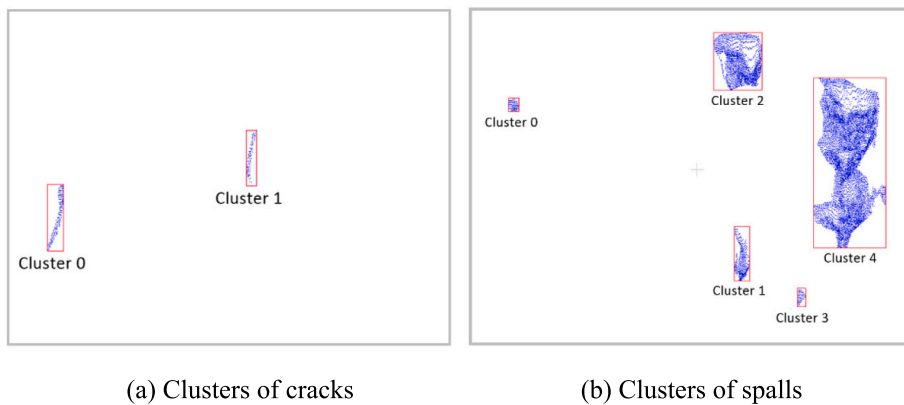 Cluster 0
Cluster 1
(a) Clusters of cracks
Cluster 0
Cluster 2
Cluster 4
Cluster 1
Cluster 3
(b) Clusters of spalls